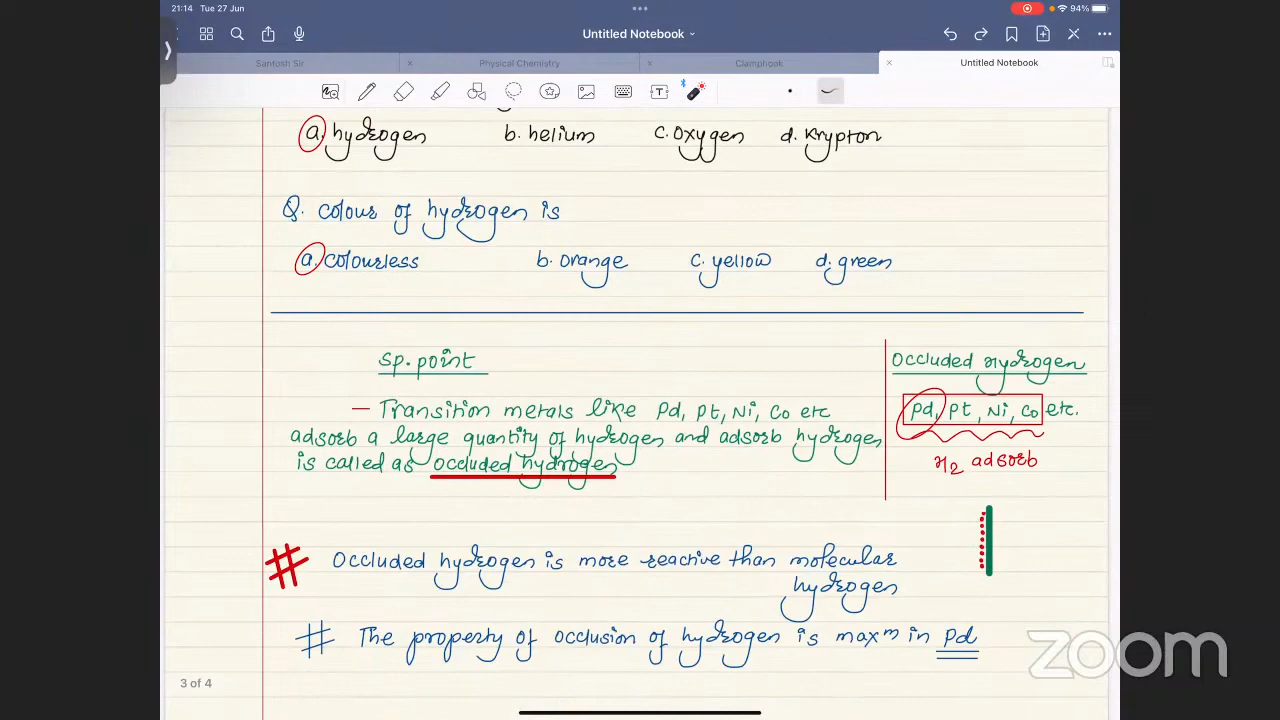 21:14 Tue 27 Jun
94%
Untitled Notebook
Santosh Sir
Physical Chemistry
Clamphook
Untitled Notebook
a. hydrogen b. helium c. Oxygen d. Krypton
Q. colour of hydrogen is
a. colourless b. orange c. yellow d. green
Sp. point
— Transition metals like Pd, Pt, Ni, Co etc
adsorb a large quantity of hydrogen and adsorb hydrogen
is called as occluded hydrogen
Occluded Hydrogen
Pd, Pt, Ni, Co etc.
H2 adsorb
# Occluded hydrogen is more reactive than molecular
hydrogen
# The property of occlusion of hydrogen is maxm in Pd
3 of 4
zoom